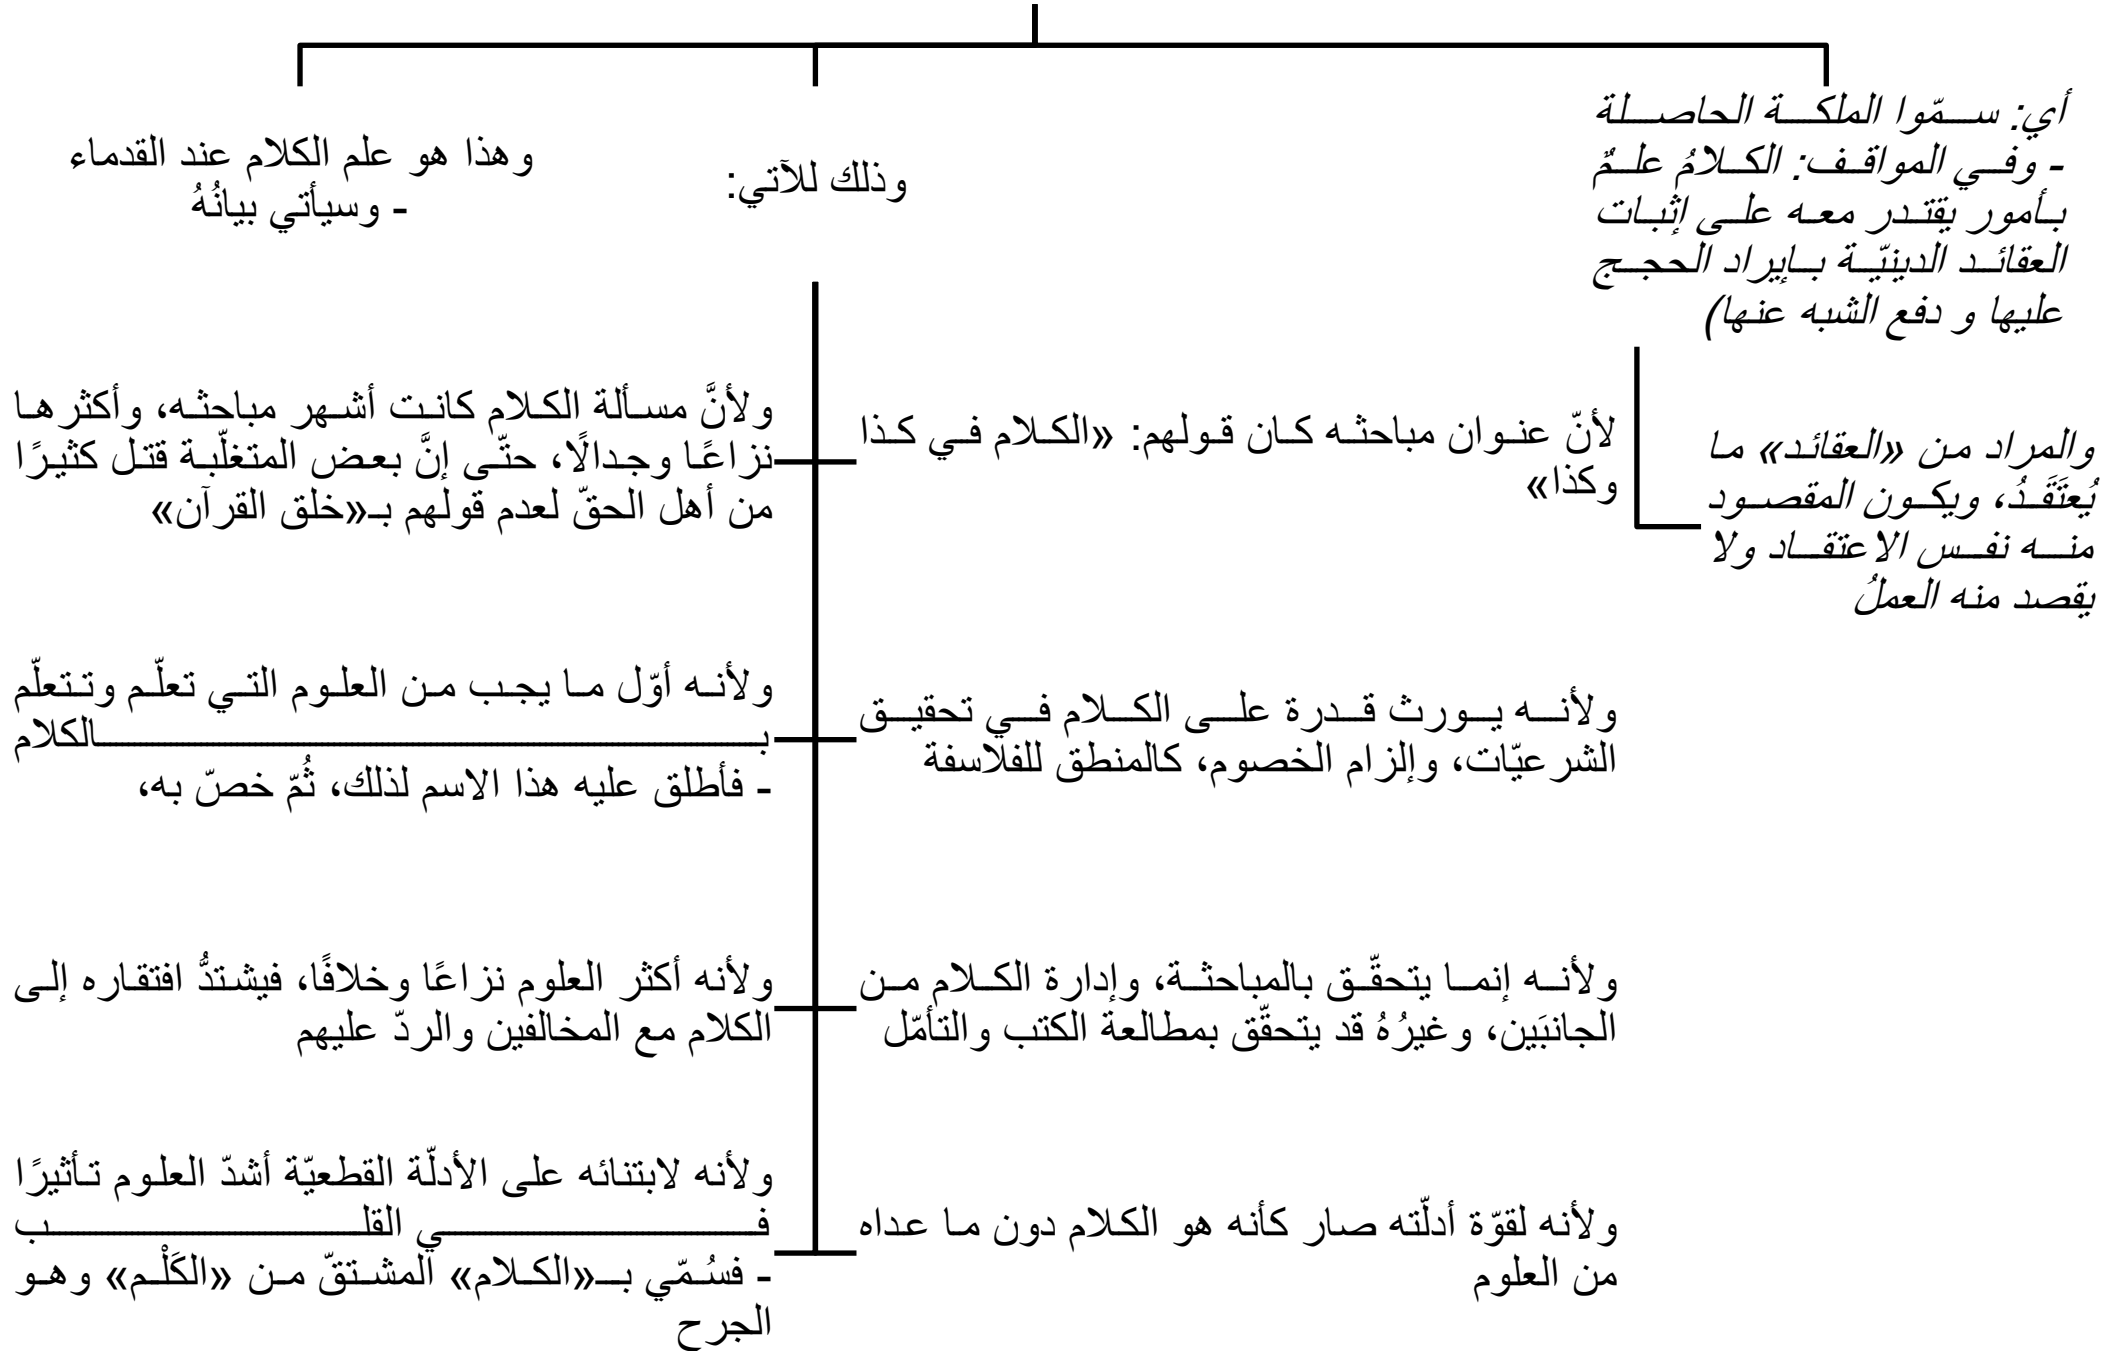 أي: سمّوا الملكة الحاصلة
- وفي المواقف: الكلامُ علمٌ
بأمور يقتدر معه على إثبات
العقائد الدينيّة بإيراد الحجج
عليها و دفع الشبه عنها)
والمراد من «العقائد» ما
يُعتَقَدُ، ويكون المقصود
منه نفس الاعتقاد ولا
يقصد منه العملُ
وذلك للآتي:
لأنّ عنوان مباحثه كان قولهم: «الكلام في كذا
وكذا»
ولأنَّ مسألة الكلام كانت أشهر مباحثه، وأكثرها
نزاعًا وجدالًا، حتّى إنَّ بعض المتغلّبة قتل كثيرًا
من أهل الحقّ لعدم قولهم بـ«خلق القرآن»
ولأنه يورث قدرة على الكلام في تحقيق
الشرعيّات، وإلزام الخصوم، كالمنطق للفلاسفة
ولأنه أوّل ما يجب من العلوم التي تعلّم وتتعلّم
بالكلام
- فأطلق عليه هذا الاسم لذلك، ثُمّ خصّ به،
ولأنه إنما يتحقّق بالمباحثة، وإدارة الكلام من
الجانبَين، وغيرُهُ قد يتحقّق بمطالعة الكتب والتأمّل
ولأنه أكثر العلوم نزاعًا وخلافًا، فيشتدُّ افتقاره إلى
الكلام مع المخالفين والردّ عليهم
ولأنه لقوّة أدلّته صار كأنه هو الكلام دون ما عداه
من العلوم
ولأنه لابتنائه على الأدلّة القطعيّة أشدّ العلوم تأثيرًا
في القلب
- فسُمّي بـ«الكلام» المشتقّ من «الكَلْم» وهو
الجرح
وهذا هو علم الكلام عند القدماء
- وسيأتي بيانُهُ